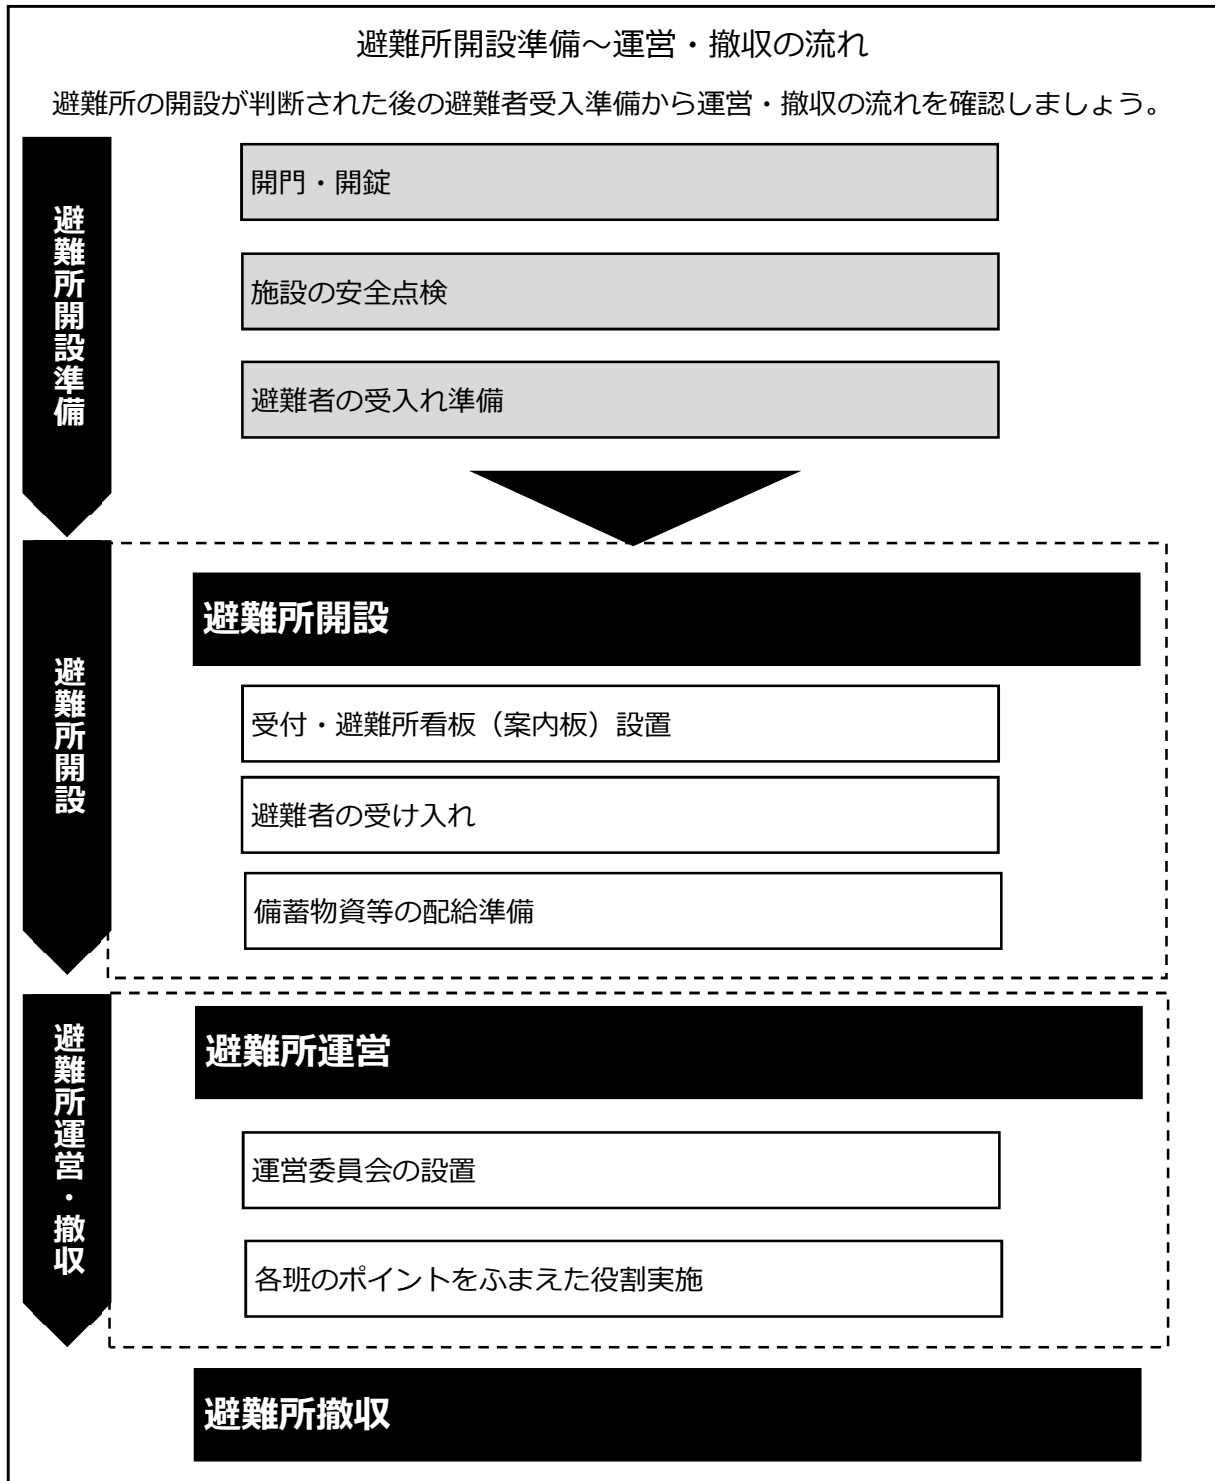 避難所開設準備～運営・撤収の流れ
避難所の開設が判断された後の避難者受入準備から運営・撤収の流れを確認しましょう。
避難所開設準備
開門・開錠
施設の安全点検
避難者の受入れ準備
避難所開設
避難所開設
受付・避難所看板（案内板）設置
避難者の受け入れ
備蓄物資等の配給準備
避難所運営・撤収
避難所運営
運営委員会の設置
各班のポイントをふまえた役割実施
避難所撤収